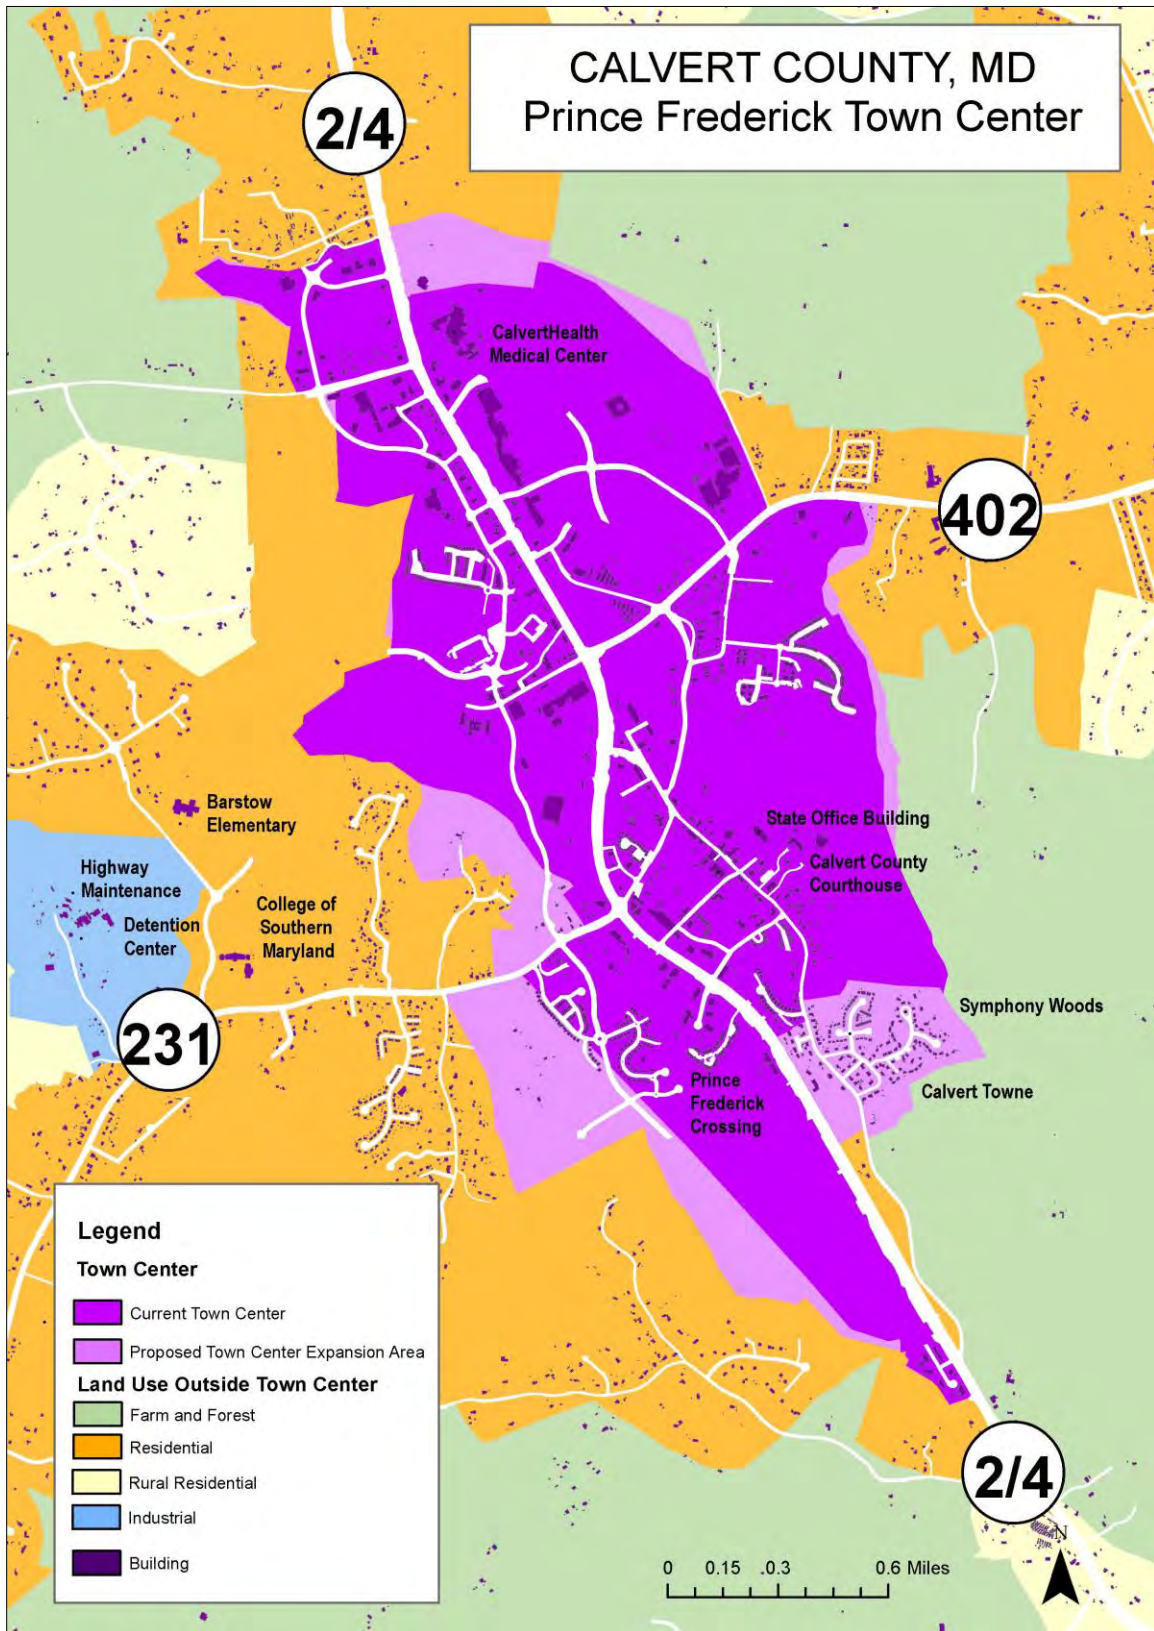 CALVERT COUNTY, MD
Prince Frederick Town Center
2/4
CalvertHealth
Medical Center
402
Barstow
Elementary
State Office Building
Highway
Maintenance
Calvert County
Courthouse
College of
Southern
Maryland
Detention
Center
Symphony Woods
231
Prince
Frederick
Crossing
Calvert Towne
Legend
Town Center
Current Town Center
Proposed Town Center Expansion Area
Land Use Outside Town Center
Farm and Forest
Residential
Rural Residential
Industrial
Building
2/4
N
0 0.15 .0.3 0.6 Miles